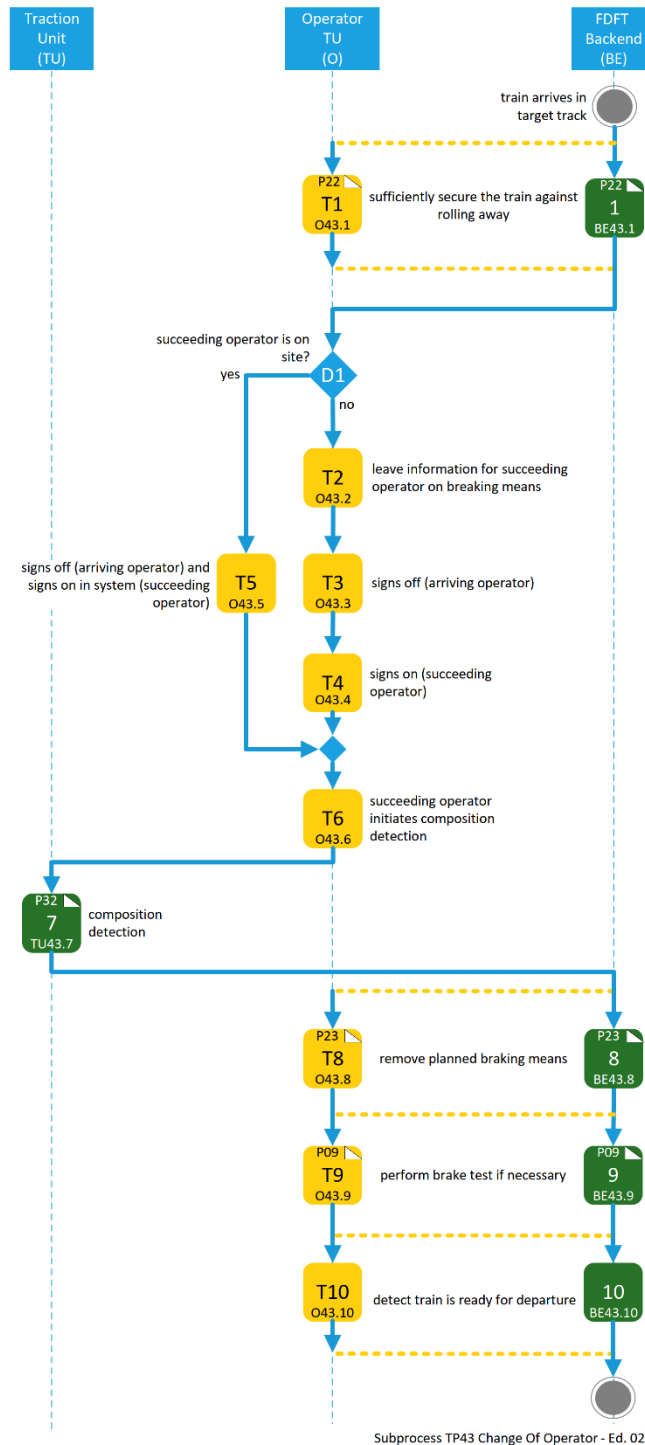 Traction
Unit
(TU)
Operator
TU
(O)
FDFT
Backend
(BE)
train arrives in
target track
P22
T1
O43.1
sufficiently secure the train against
rolling away
P22
1
BE43.1
succeeding operator is on
site?
yes
D1
no
T2
O43.2
leave information for succeeding
operator on breaking means
signs off (arriving operator) and
signs on in system (succeeding
operator)
T5
O43.5
T3
O43.3
signs off (arriving operator)
T4
O43.4
signs on (succeeding
operator)
T6
O43.6
succeeding operator
initiates composition
detection
P32
7
TU43.7
composition
detection
P23
T8
O43.8
remove planned braking means
P23
8
BE43.8
P09
T9
O43.9
perform brake test if necessary
P09
9
BE43.9
T10
O43.10
detect train is ready for departure
10
BE43.10
Subprocess TP43 Change Of Operator - Ed. 02